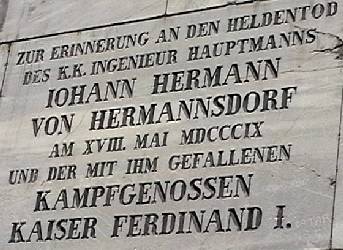 ZUR ERINNERUNG AN DEN HELDENTOD
DES K.K. INGENIEUR HAUPTMANNS
IOHANN HERMANN
VON HERMANNSDORF
AM XVIII. MAI MDCCCIX
UNB DER MIT IHM GEFALLENEN
KAMPFGENOSSEN
KAISER FERDINAND I.